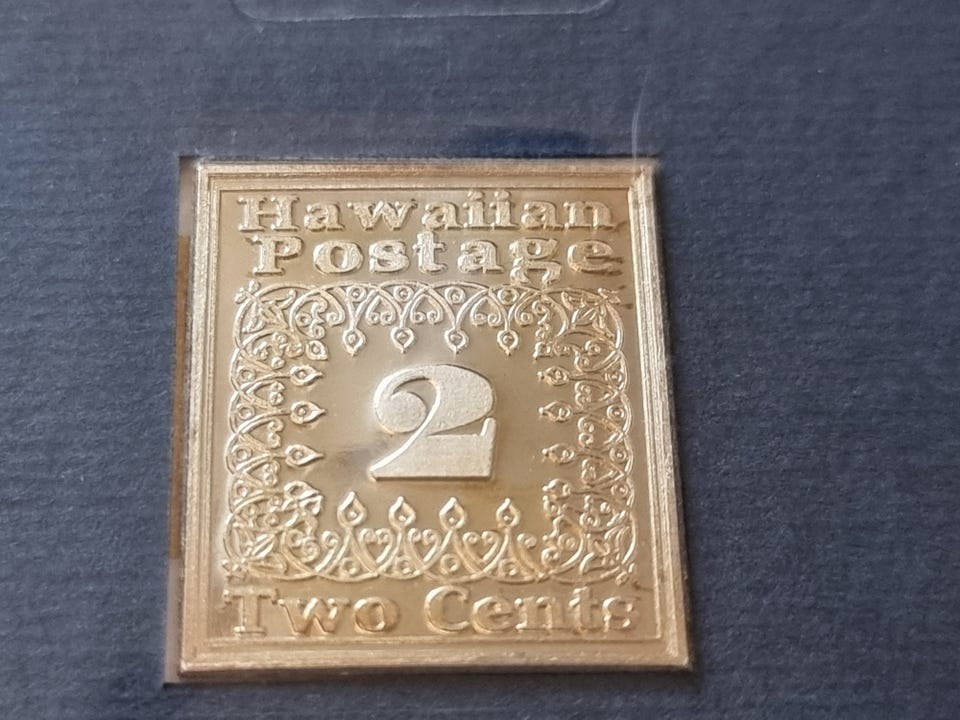 Hawaiian
Postage
2
Two Cents